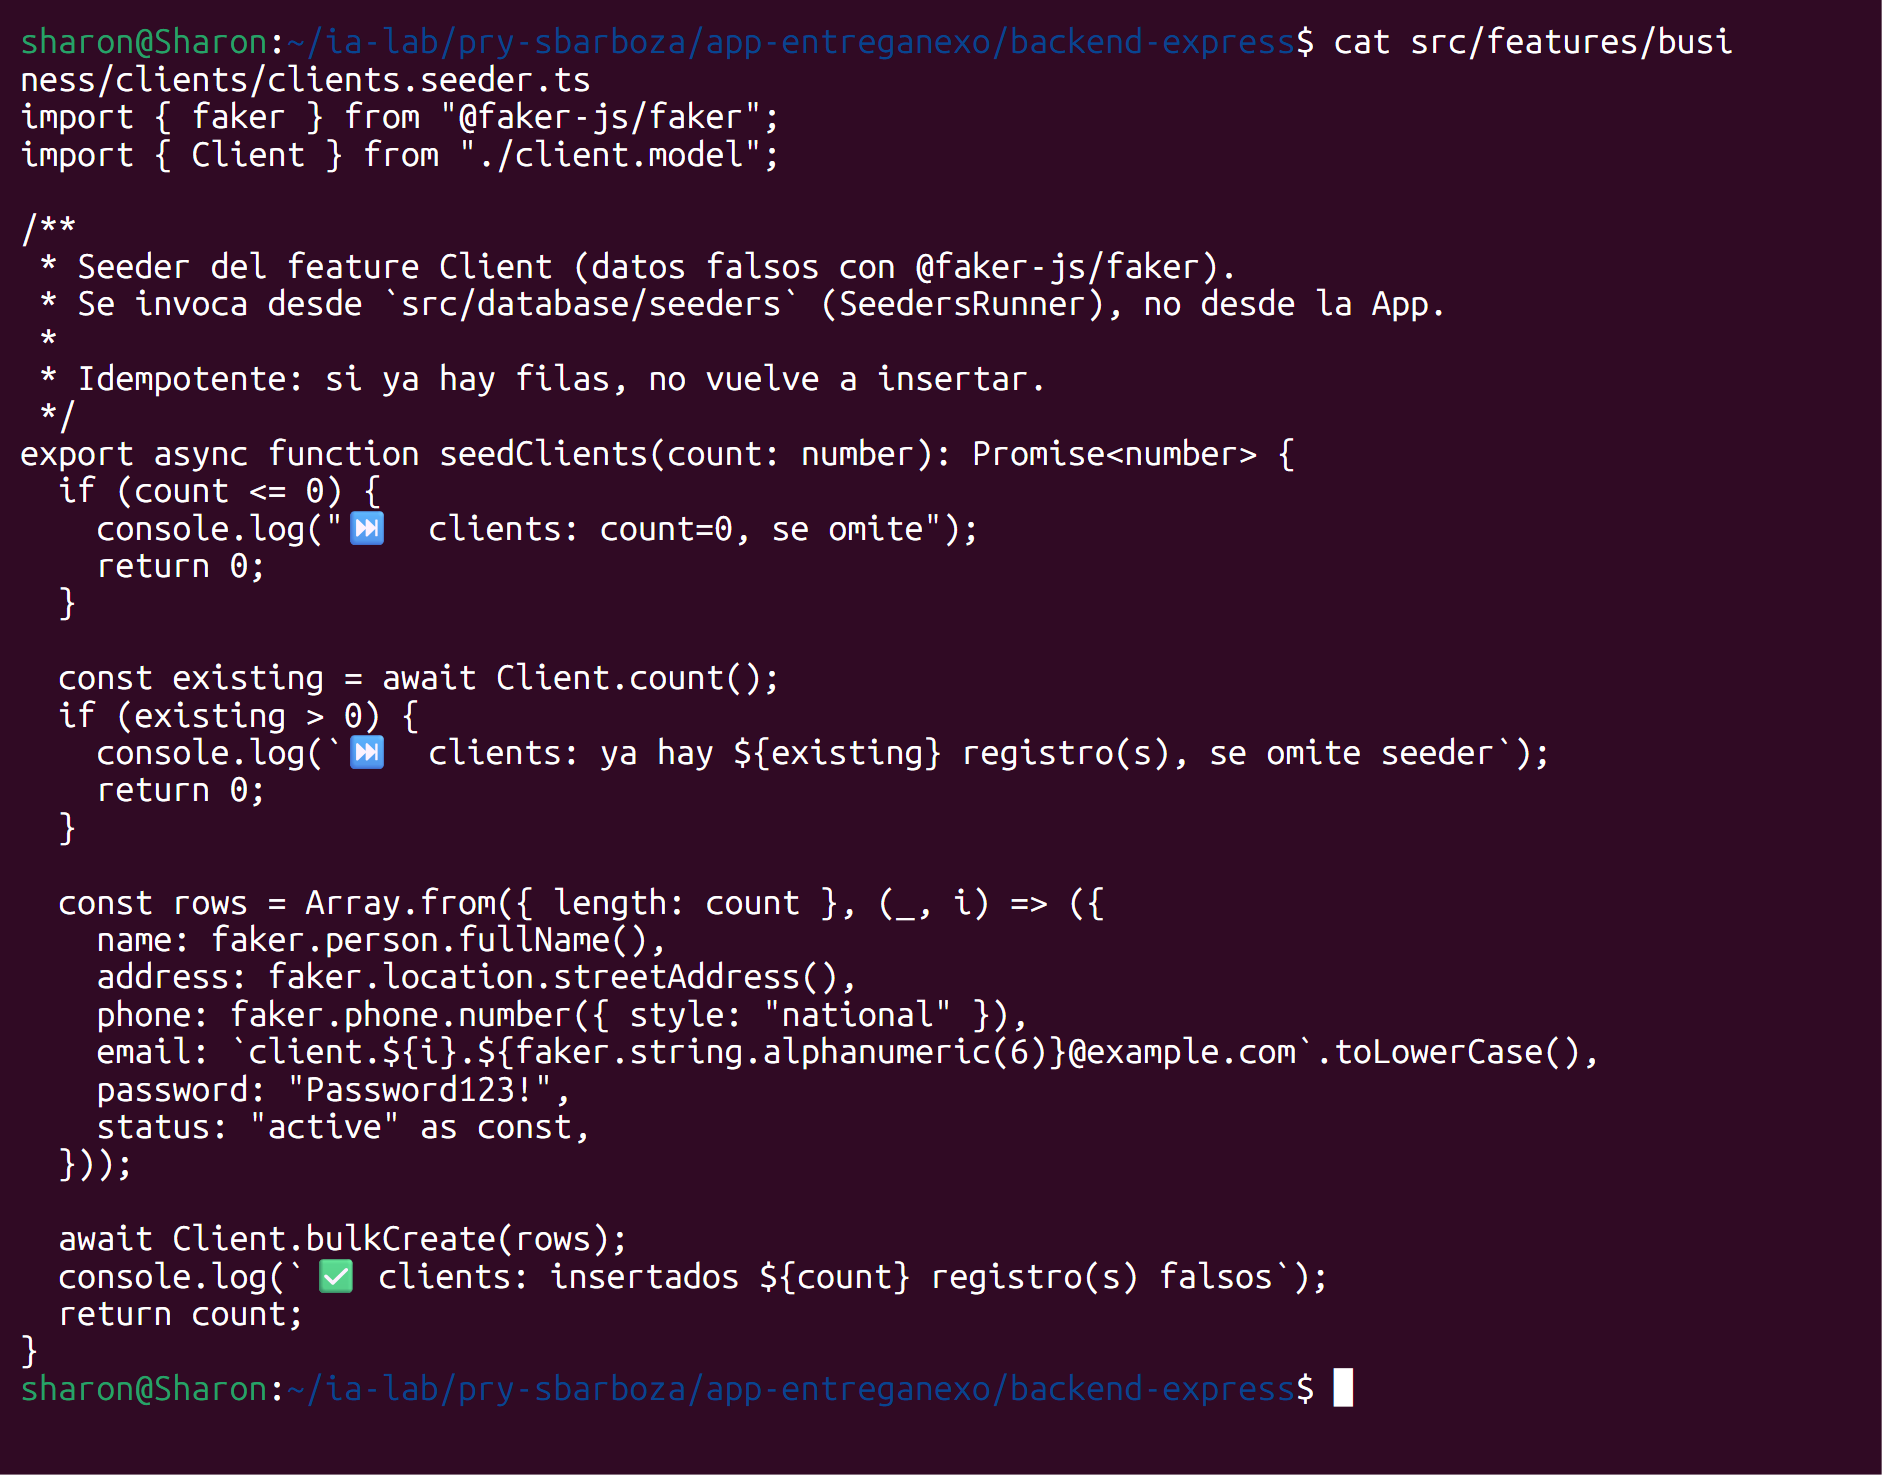 sharon@Sharon:~/ia-lab/pry-sbarboza/app-entreganexo/backend-express$ cat src/features/busi
ness/clients/clients.seeder.ts
import { faker } from "@faker-js/faker";
import { Client } from "./client.model";

/**
 * Seeder del feature Client (datos falsos con @faker-js/faker).
 * Se invoca desde `src/database/seeders` (SeedersRunner), no desde la App.
 *
 * Idempotente: si ya hay filas, no vuelve a insertar.
 */
export async function seedClients(count: number): Promise<number> {
  if (count <= 0) {
    console.log("⏭️  clients: count=0, se omite");
    return 0;
  }

  const existing = await Client.count();
  if (existing > 0) {
    console.log(`⏭️  clients: ya hay ${existing} registro(s), se omite seeder`);
    return 0;
  }

  const rows = Array.from({ length: count }, (_, i) => ({
    name: faker.person.fullName(),
    address: faker.location.streetAddress(),
    phone: faker.phone.number({ style: "national" }),
    email: `client.${i}.${faker.string.alphanumeric(6)}@example.com`.toLowerCase(),
    password: "Password123!",
    status: "active" as const,
  }));

  await Client.bulkCreate(rows);
  console.log(`✅ clients: insertados ${count} registro(s) falsos`);
  return count;
}
sharon@Sharon:~/ia-lab/pry-sbarboza/app-entreganexo/backend-express$